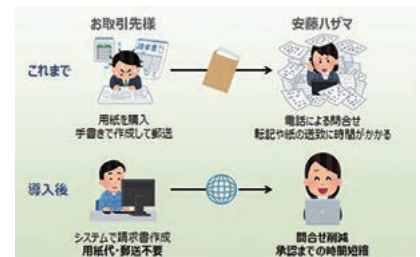 お取引先様
安藤ハザマ
これまで
請求書
用紙を購入
手書きで作成して郵送
電話による問合せ
転記や紙の送致に時間がかかる
導入後
システムで請求書作成
用紙代・郵送不要
問合せ削減
承認までの時間短縮